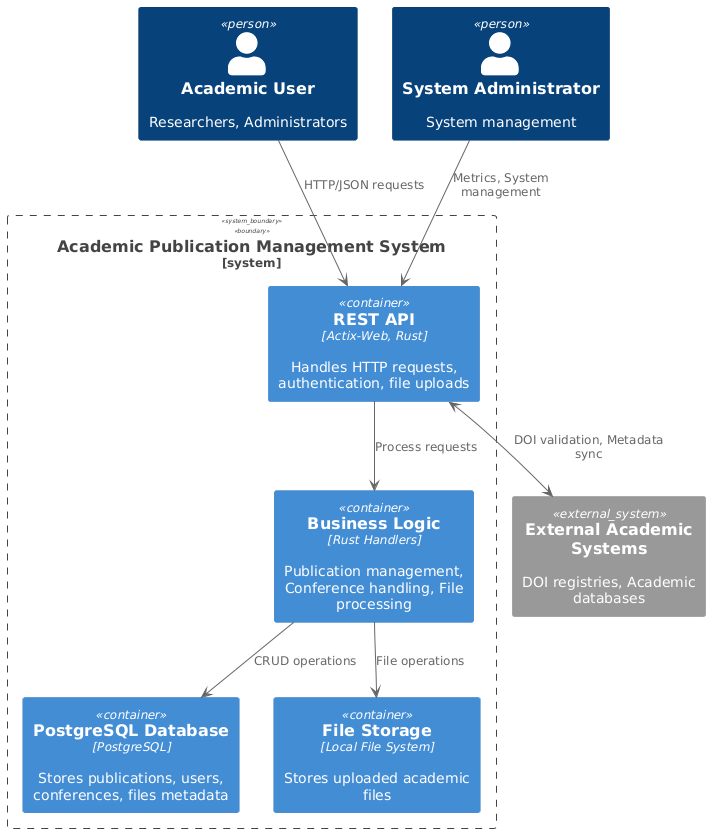 «person»
Academic User
Researchers, Administrators
«person»
System Administrator
System management
HTTP/JSON requests
Metrics, System
management
«system_boundary»
«boundary»
Academic Publication Management System
[system]
«container»
REST API
[Actix-Web, Rust]
Handles HTTP requests,
authentication, file uploads
Process requests
DOI validation, Metadata
sync
«container»
Business Logic
[Rust Handlers]
Publication management,
Conference handling, File
processing
«external_system»
External Academic
Systems
DOI registries, Academic
databases
CRUD operations
File operations
«container»
PostgreSQL Database
[PostgreSQL]
Stores publications, users,
conferences, files metadata
«container»
File Storage
[Local File System]
Stores uploaded academic
files